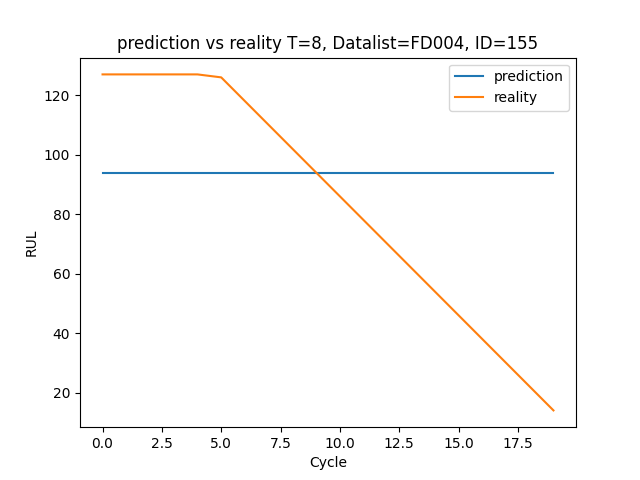 prediction vs reality T=8, Datalist=FD004, ID=155
prediction
reality
120
100
80
60
40
20
RUL
0.0 2.5 5.0 7.5 10.0 12.5 15.0 17.5
Cycle